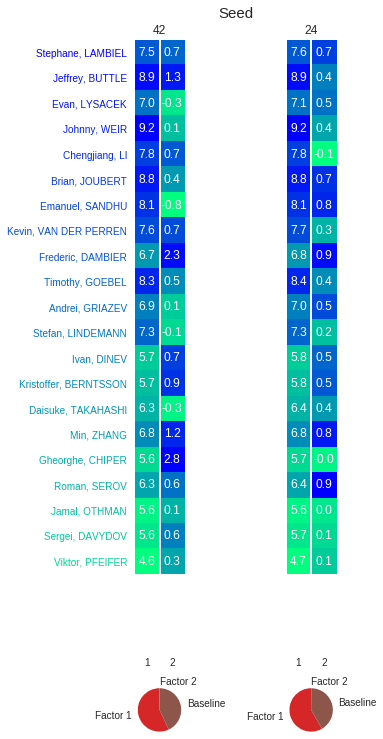 Seed
42 24
Stephane, LAMBIEL 7.5 0.7 7.6 0.7
Jeffrey, BUTTLE 8.9 1.3 8.9 0.4
Evan, LYSACEK 7.0 -0.3 7.1 0.5
Johnny, WEIR 9.2 0.1 9.2 0.4
Chengjiang, LI 7.8 0.7 7.8 -0.1
Brian, JOUBERT 8.8 0.4 8.8 0.7
Emanuel, SANDHU 8.1 -0.8 8.1 0.8
Kevin, VAN DER PERREN 7.6 0.7 7.7 0.3
Frederic, DAMBIER 6.7 2.3 6.8 0.9
Timothy, GOEBEL 8.3 0.5 8.4 0.4
Andrei, GRIAZEV 6.9 0.1 7.0 0.5
Stefan, LINDEMANN 7.3 -0.1 7.3 0.2
Ivan, DINEV 5.7 0.7 5.8 0.5
Kristoffer, BERNTSSON 5.7 0.9 5.8 0.5
Daisuke, TAKAHASHI 6.3 -0.3 6.4 0.4
Min, ZHANG 6.8 1.2 6.8 0.8
Gheorghe, CHIPER 5.6 2.8 5.7 -0.0
Roman, SEROV 6.3 0.6 6.4 0.9
Jamal, OTHMAN 5.6 0.1 5.6 0.0
Sergei, DAVYDOV 5.6 0.6 5.7 0.1
Viktor, PFEIFER 4.6 0.3 4.7 0.1
1 2 1 2
Factor 2 Factor 2
Baseline Baseline
Factor 1 Factor 1